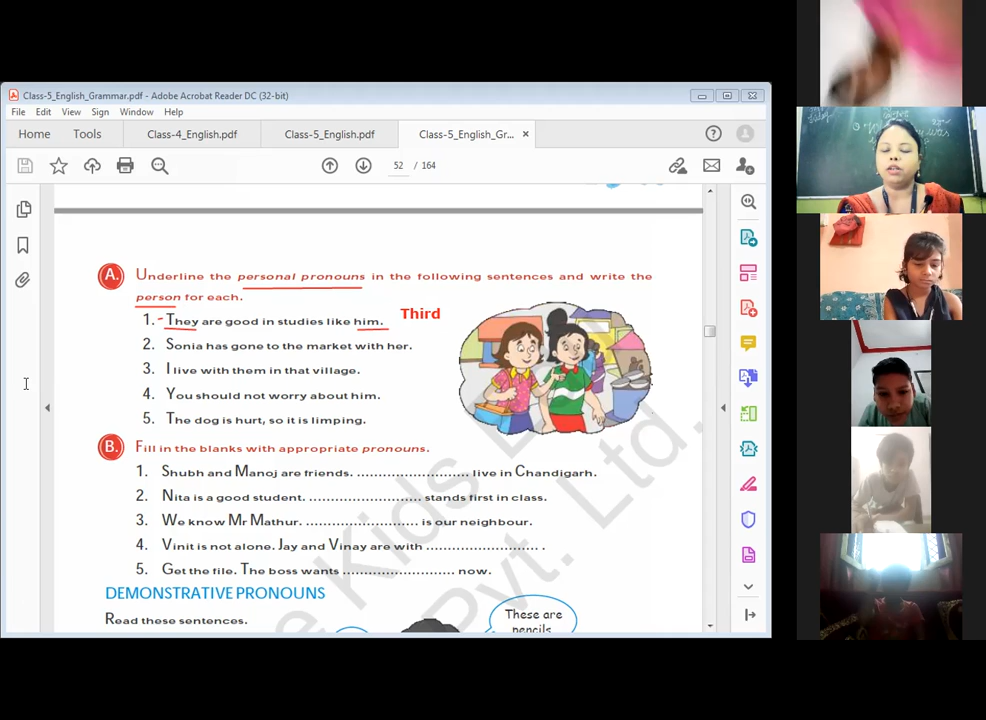 Class-5_English_Grammar.pdf - Adobe Acrobat Reader DC (32-bit)
File Edit View Sign Window Help
Home Tools Class-4_English.pdf Class-5_English.pdf Class-5_English_Gr... ×
52 / 164
A. Underline the personal pronouns in the following sentences and write the
person for each.
1. They are good in studies like him. Third
2. Sonia has gone to the market with her.
3. I live with them in that village.
4. You should not worry about him.
5. The dog is hurt, so it is limping.
B. Fill in the blanks with appropriate pronouns.
1. Shubh and Manoj are friends. .............................. live in Chandigarh.
2. Nita is a good student. .............................. stands first in class.
3. We know Mr Mathur. .............................. is our neighbour.
4. Vinit is not alone. Jay and Vinay are with .............................. .
5. Get the file. The boss wants .............................. now.
DEMONSTRATIVE PRONOUNS
Read these sentences.
These are
pencils
Kids
Pvt. Ltd.